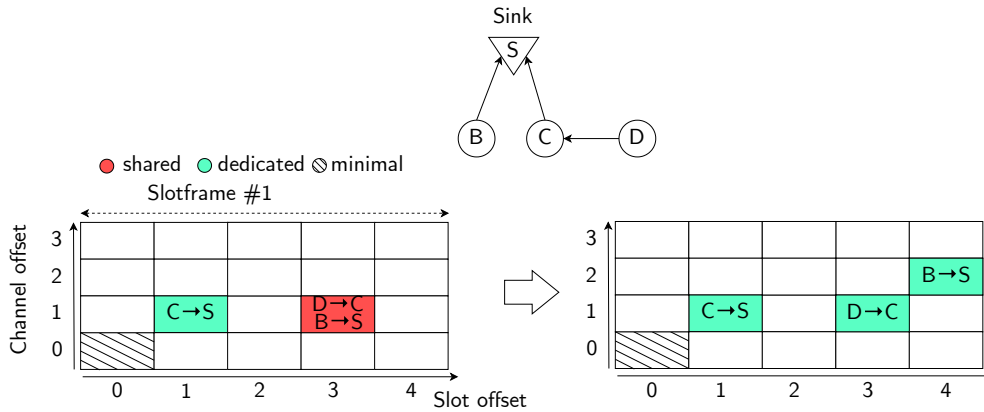 Sink
S
B C D
shared dedicated minimal
Slotframe #1
Channel offset
3
2
1
0
C→S
D→C
B→S
0 1 2 3 4
Slot offset
3
2
1
0
B→S
C→S D→C
0 1 2 3 4